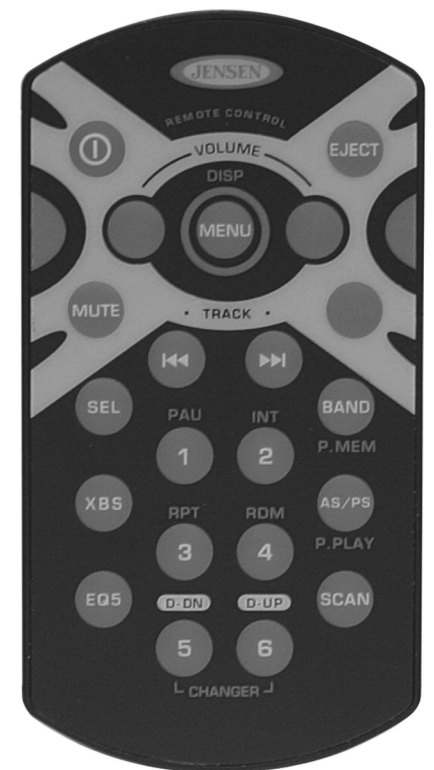 JENSEN
REMOTE CONTROL
VOLUME
EJECT
DISP
MENU
MUTE
TRACK
SEL
BAND
PAU
INT
1
2
P.MEM
XBS
AS/PS
RPT
RDM
3
4
P.PLAY
EQ5
D-DN
D-UP
SCAN
5
6
CHANGER